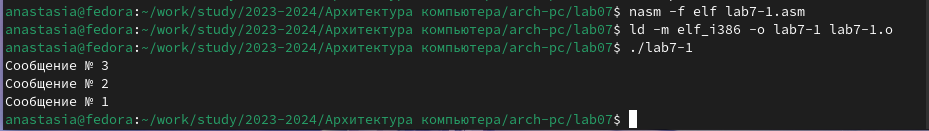 anastasia@fedora:~/work/study/2023-2024/Архитектура компьютера/arch-pc/lab07$ nasm -f elf lab7-1.asm
anastasia@fedora:~/work/study/2023-2024/Архитектура компьютера/arch-pc/lab07$ ld -m elf_i386 -o lab7-1 lab7-1.o
anastasia@fedora:~/work/study/2023-2024/Архитектура компьютера/arch-pc/lab07$ ./lab7-1
Сообщение № 3
Сообщение № 2
Сообщение № 1
anastasia@fedora:~/work/study/2023-2024/Архитектура компьютера/arch-pc/lab07$